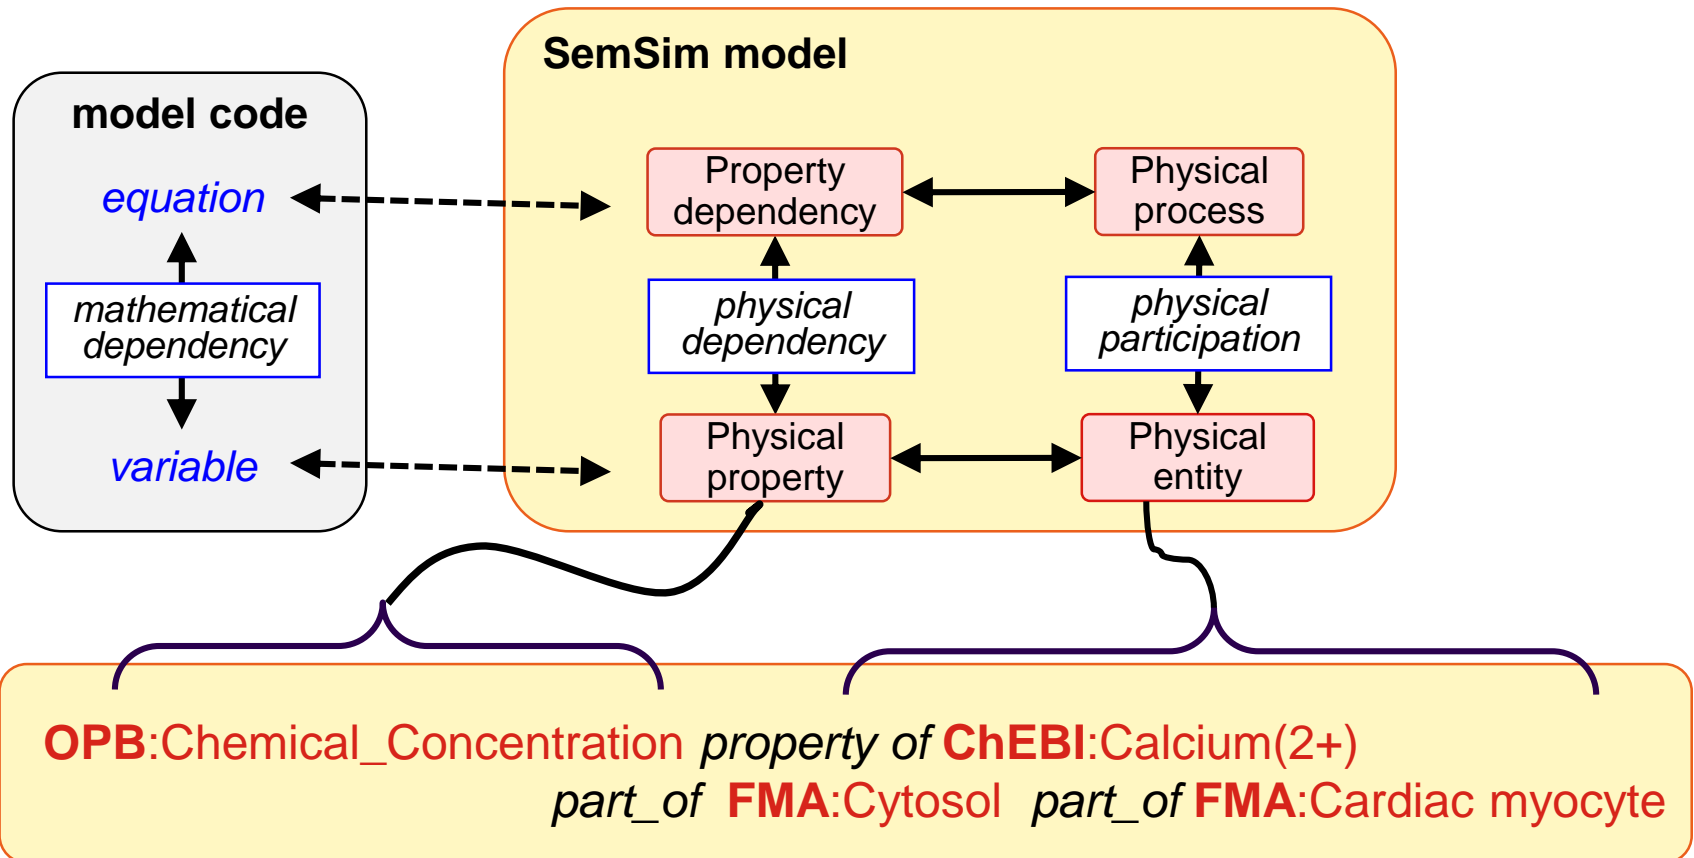 SemSim model
model code
equation
mathematical
dependency
variable
Property
dependency
Physical
process
physical
dependency
physical
participation
Physical
property
Physical
entity
OPB:Chemical_Concentration property of ChEBI:Calcium(2+)
part_of FMA:Cytosol part_of FMA:Cardiac myocyte